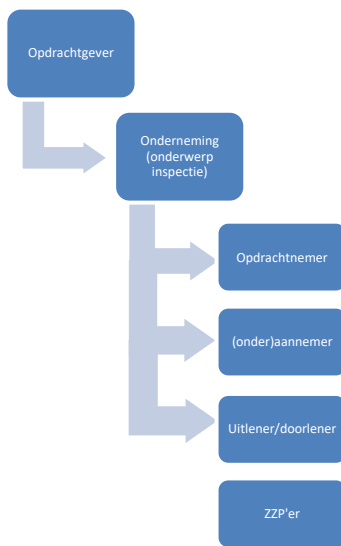 Opdrachtgever
Onderneming
(onderwerp
inspectie)
Opdrachtnemer
(onder)aannemer
Uitlener/doorlener
ZZP'er